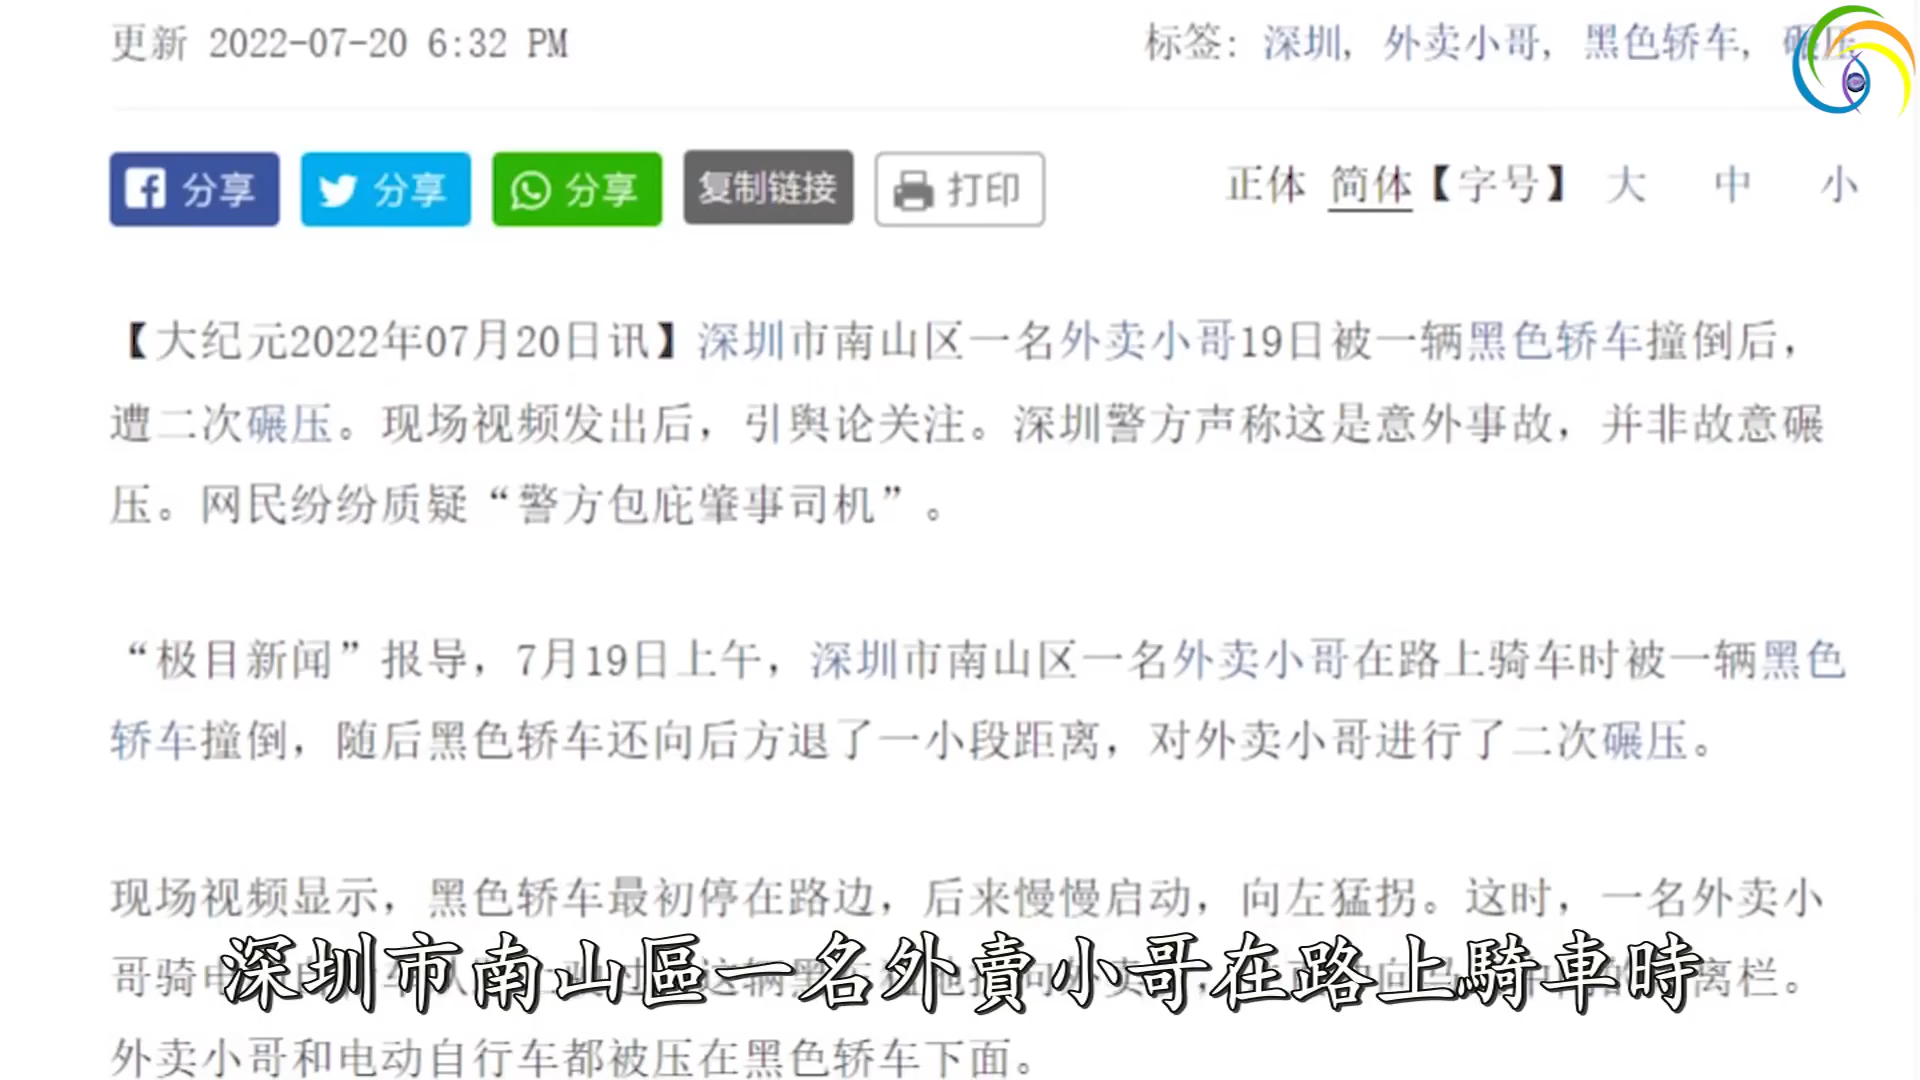 更新 2022-07-20 6:32 PM
标签: 深圳, 外卖小哥, 黑色轿车, 碾压
分享 分享 分享 复制链接 打印
正体 简体【字号】 大 中 小
【大纪元2022年07月20日讯】深圳市南山区一名外卖小哥19日被一辆黑色轿车撞倒后，
遭二次碾压。现场视频发出后，引舆论关注。深圳警方声称这是意外事故，并非故意碾
压。网民纷纷质疑“警方包庇肇事司机”。
“极目新闻”报导，7月19日上午，深圳市南山区一名外卖小哥在路上骑车时被一辆黑色
轿车撞倒，随后黑色轿车还向后方退了一小段距离，对外卖小哥进行了二次碾压。
现场视频显示，黑色轿车最初停在路边，后来慢慢启动，向左猛拐。这时，一名外卖小
哥骑电 离栏。
深圳市南山區一名外賣小哥在路上騎車時
外卖小哥和电动自行车都被压在黑色轿车下面。